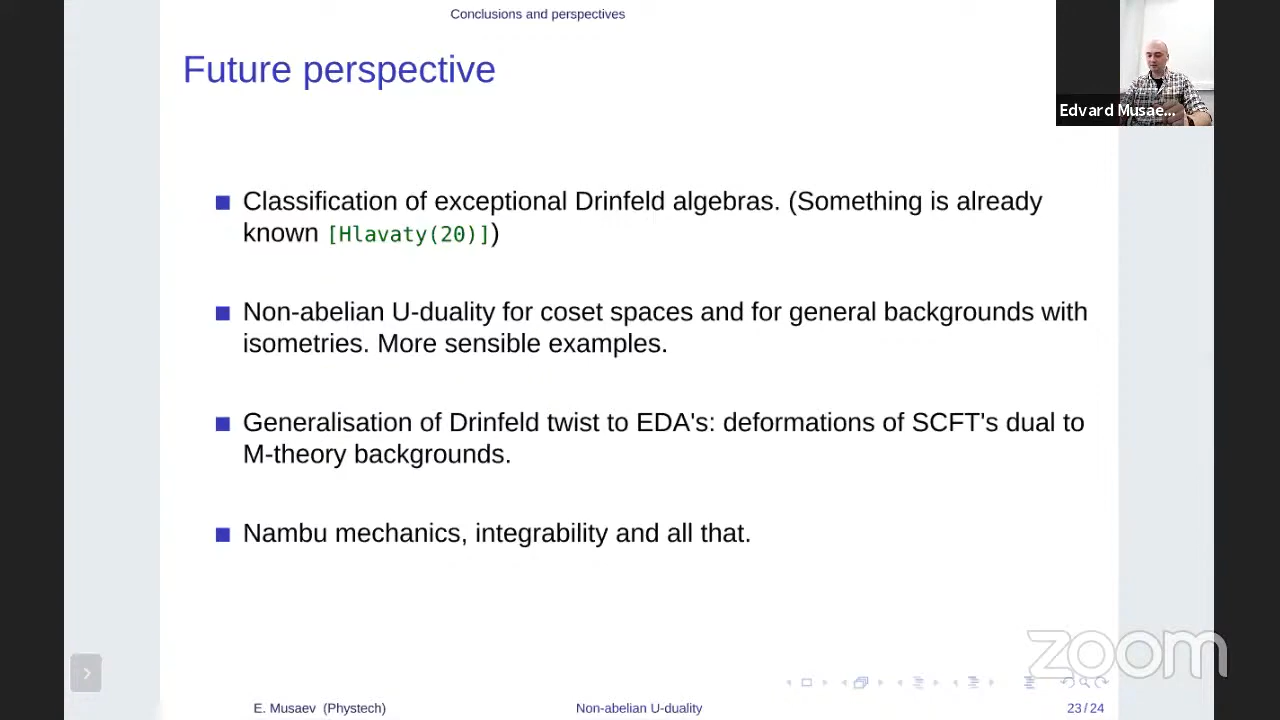 Conclusions and perspectives
Future perspective
Edvard Musae...
Classification of exceptional Drinfeld algebras. (Something is already
known [Hlavaty(20)])
Non-abelian U-duality for coset spaces and for general backgrounds with
isometries. More sensible examples.
Generalisation of Drinfeld twist to EDA's: deformations of SCFT's dual to
M-theory backgrounds.
Nambu mechanics, integrability and all that.
zoom
E. Musaev (Phystech)
Non-abelian U-duality
23/24